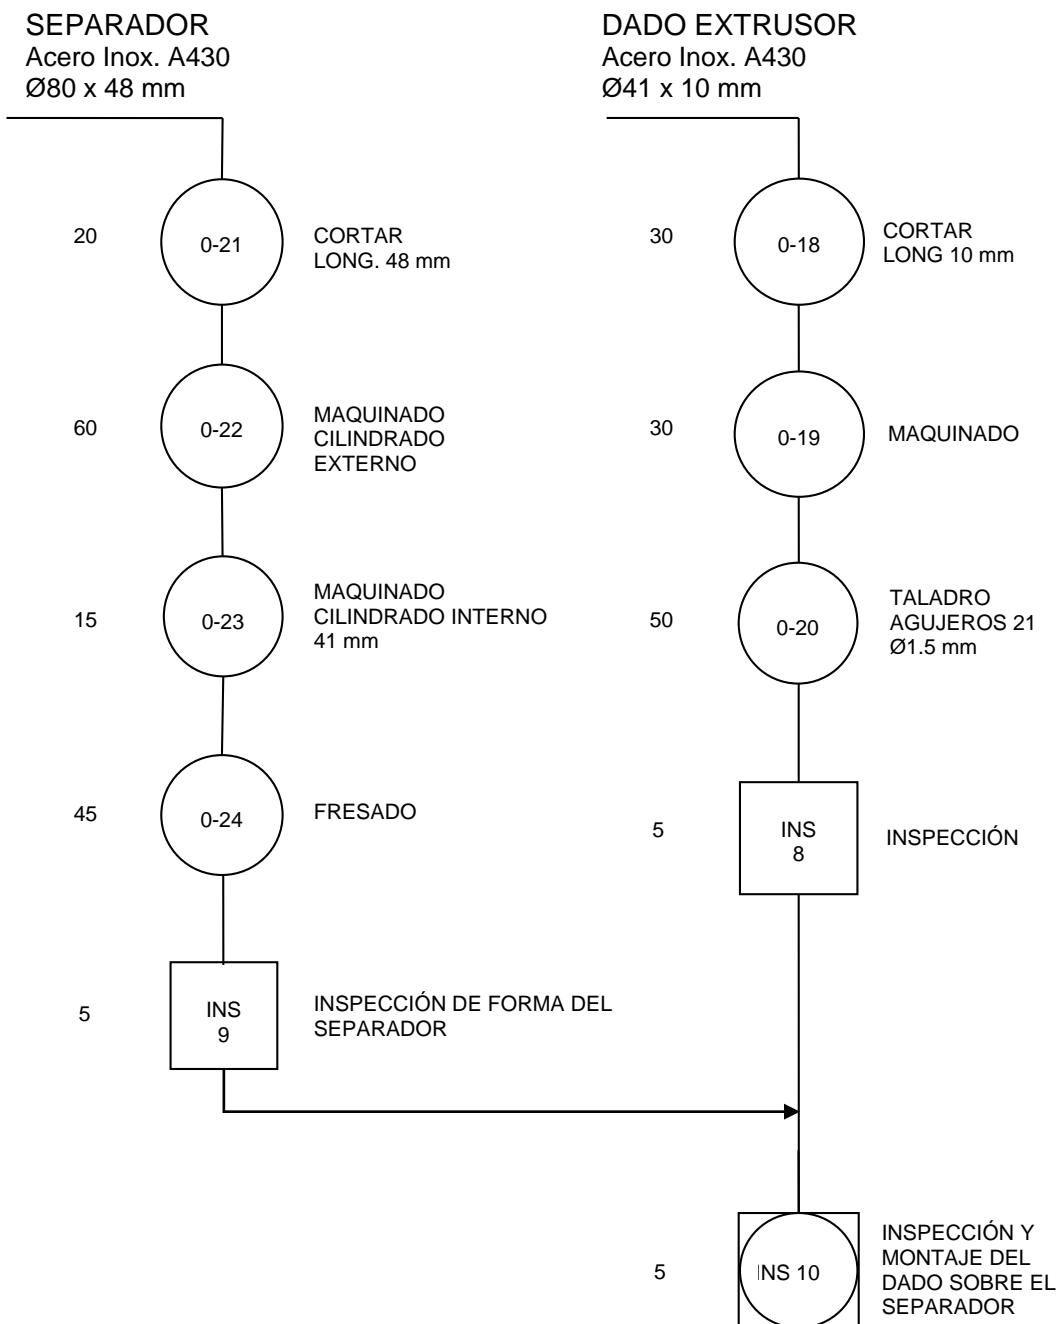 SEPARADOR
Acero Inox. A430
Ø80 x 48 mm
20
0-21
CORTAR
LONG. 48 mm
60
0-22
MAQUINADO
CILINDRADO
EXTERNO
15
0-23
MAQUINADO
CILINDRADO INTERNO
41 mm
45
0-24
FRESADO
5
INS
9
INSPECCIÓN DE FORMA DEL
SEPARADOR
DADO EXTRUSOR
Acero Inox. A430
Ø41 x 10 mm
30
0-18
CORTAR
LONG 10 mm
30
0-19
MAQUINADO
50
0-20
TALADRO
AGUJEROS 21
Ø1.5 mm
5
INS
8
INSPECCIÓN
5
INS 10
INSPECCIÓN Y
MONTAJE DEL
DADO SOBRE EL
SEPARADOR